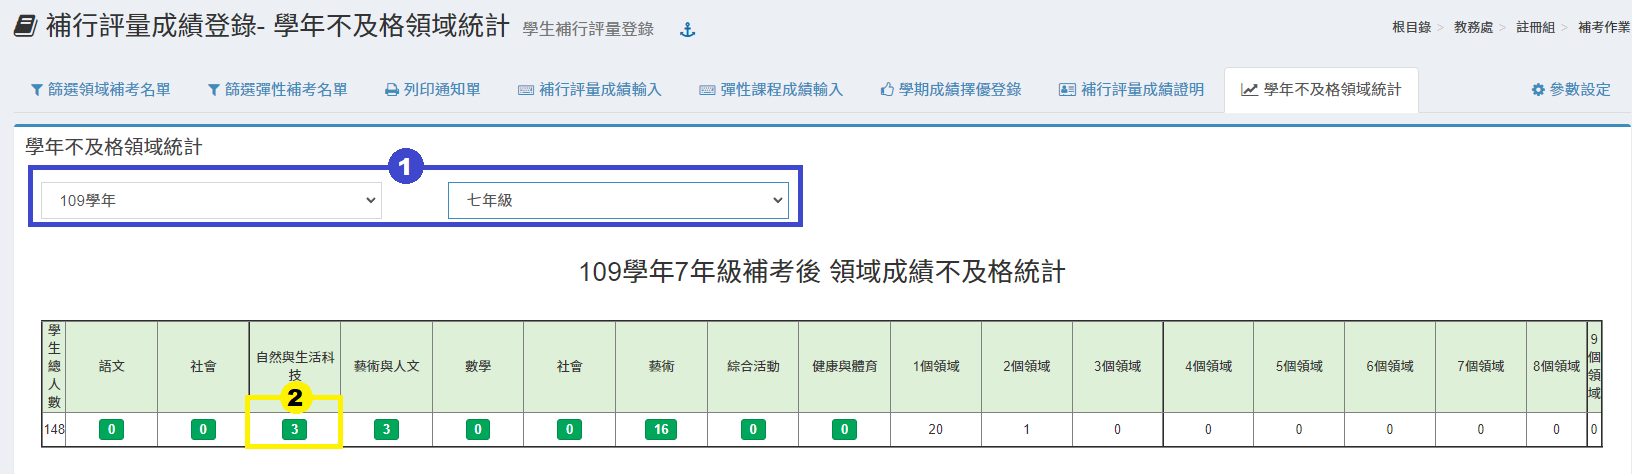 補行評量成績登錄- 學年不及格領域統計 學生補行評量登錄
根目錄 > 教務處 > 註冊組 > 補考作業
篩選領域補考名單 篩選彈性補考名單 列印通知單 補行評量成績輸入 彈性課程成績輸入 學期成績擇優登錄 補行評量成績證明 學年不及格領域統計 參數設定
學年不及格領域統計
1
109學年 七年級
109學年7年級補考後 領域成績不及格統計
學生總人數 語文 社會 自然與生活科技 藝術與人文 數學 社會 藝術 綜合活動 健康與體育 1個領域 2個領域 3個領域 4個領域 5個領域 6個領域 7個領域 8個領域 9個領域
2
148 0 0 3 3 0 0 16 0 0 20 1 0 0 0 0 0 0 0